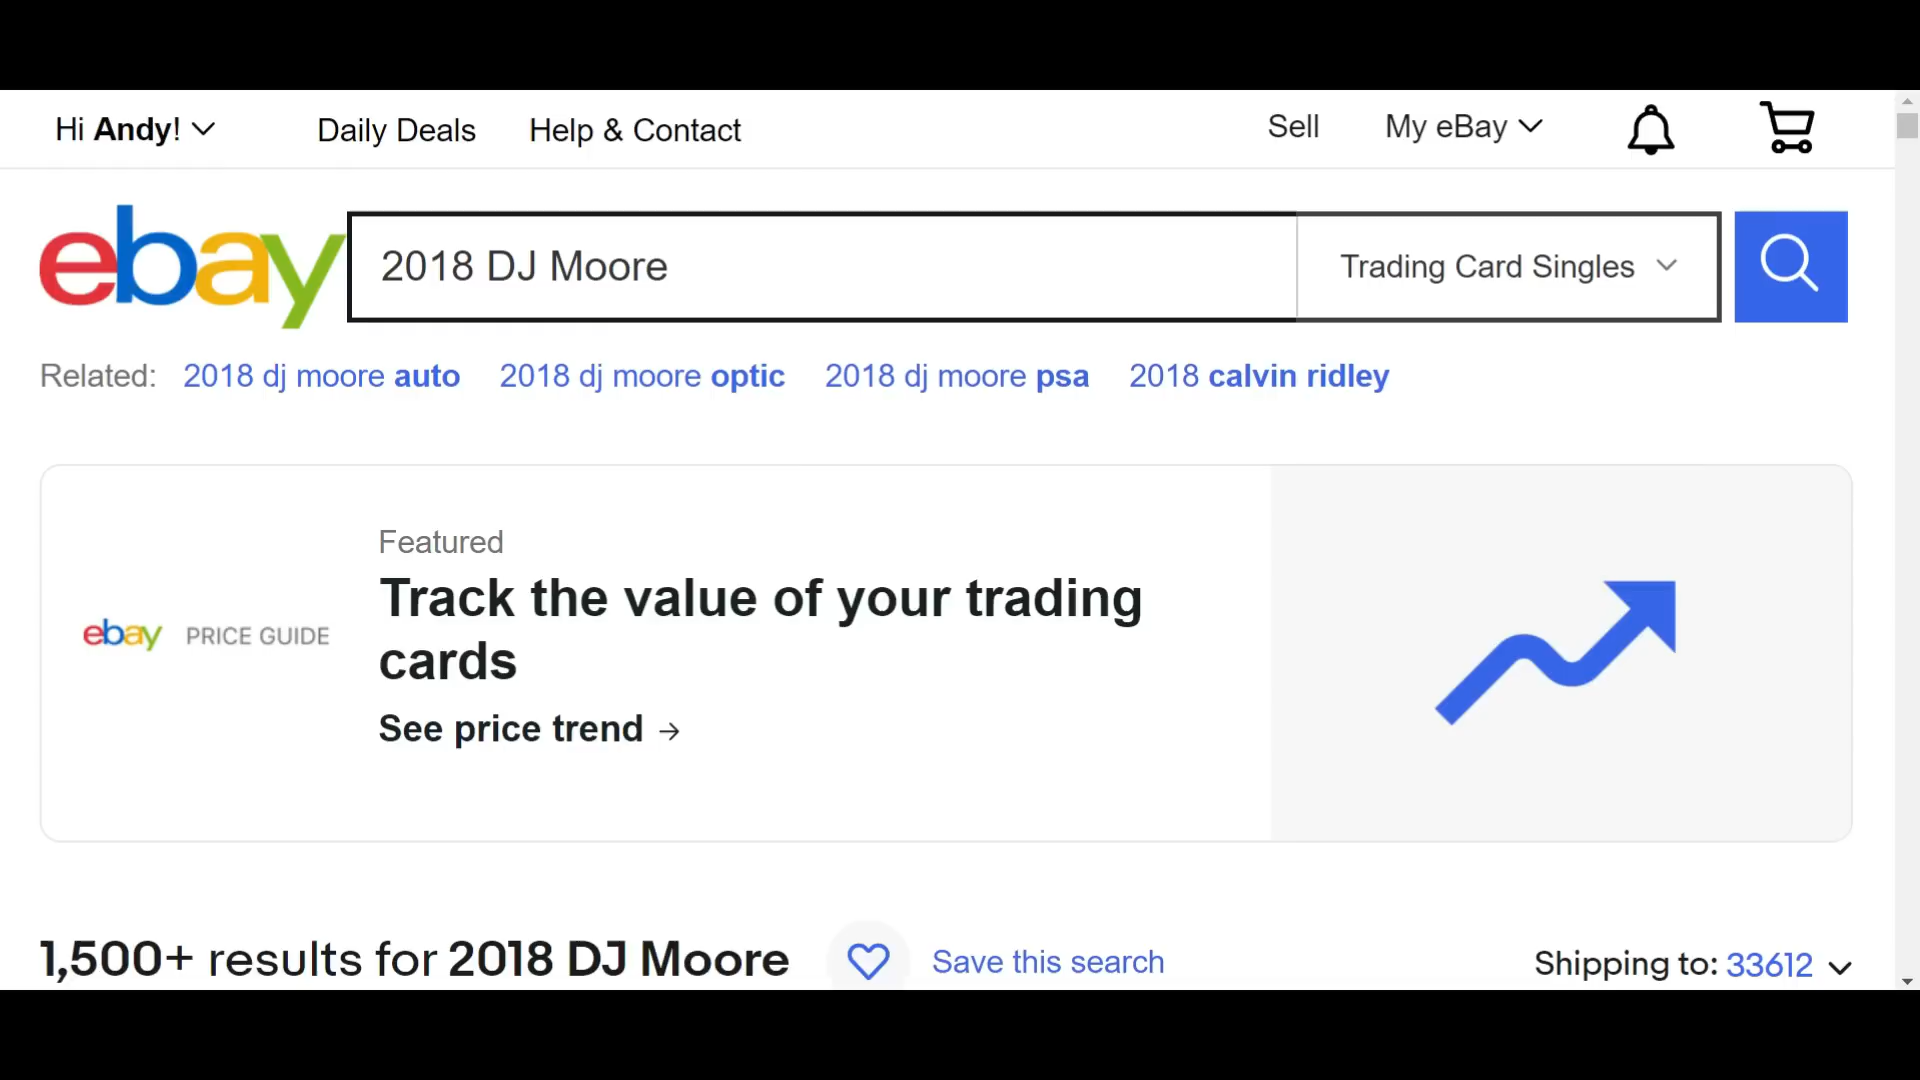 Hi Andy! Daily Deals Help & Contact Sell My eBay
ebay 2018 DJ Moore Trading Card Singles
Related: 2018 dj moore auto 2018 dj moore optic 2018 dj moore psa 2018 calvin ridley
Featured
Track the value of your trading
cards
ebay PRICE GUIDE
See price trend →
1,500+ results for 2018 DJ Moore Save this search Shipping to: 33612